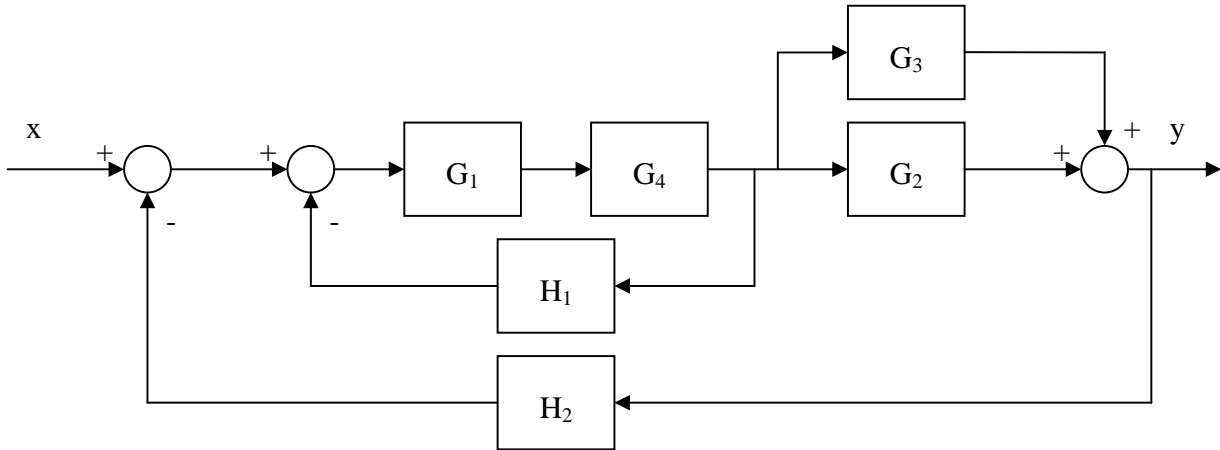 G₃
x
+
+
G₁
G₄
+
G₂
+
y
-
-
H₁
H₂